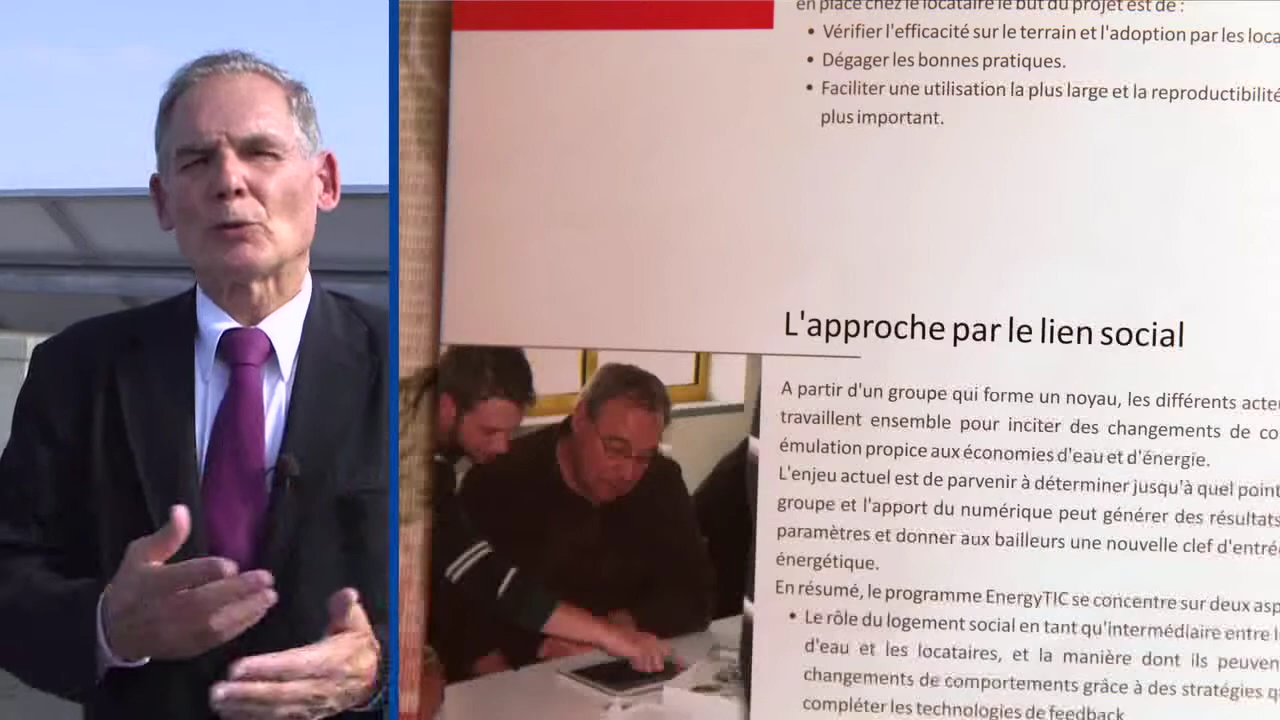 en place chez le locataire le but du projet est de :
• Vérifier l'efficacité sur le terrain et l'adoption par les loca
• Dégager les bonnes pratiques.
• Faciliter une utilisation la plus large et la reproductibilité
plus important.
L'approche par le lien social
A partir d'un groupe qui forme un noyau, les différents acte
travaillent ensemble pour inciter des changements de co
émulation propice aux économies d'eau et d'énergie.
L'enjeu actuel est de parvenir à déterminer jusqu'à quel point
groupe et l'apport du numérique peut générer des résultats
paramètres et donner aux bailleurs une nouvelle clef d'entré
énergétique.
En résumé, le programme EnergyTIC se concentre sur deux asp
• Le rôle du logement social en tant qu'intermédiaire entre l
d'eau et les locataires, et la manière dont ils peuven
changements de comportements grâce à des stratégies q
compléter les technologies de feedback